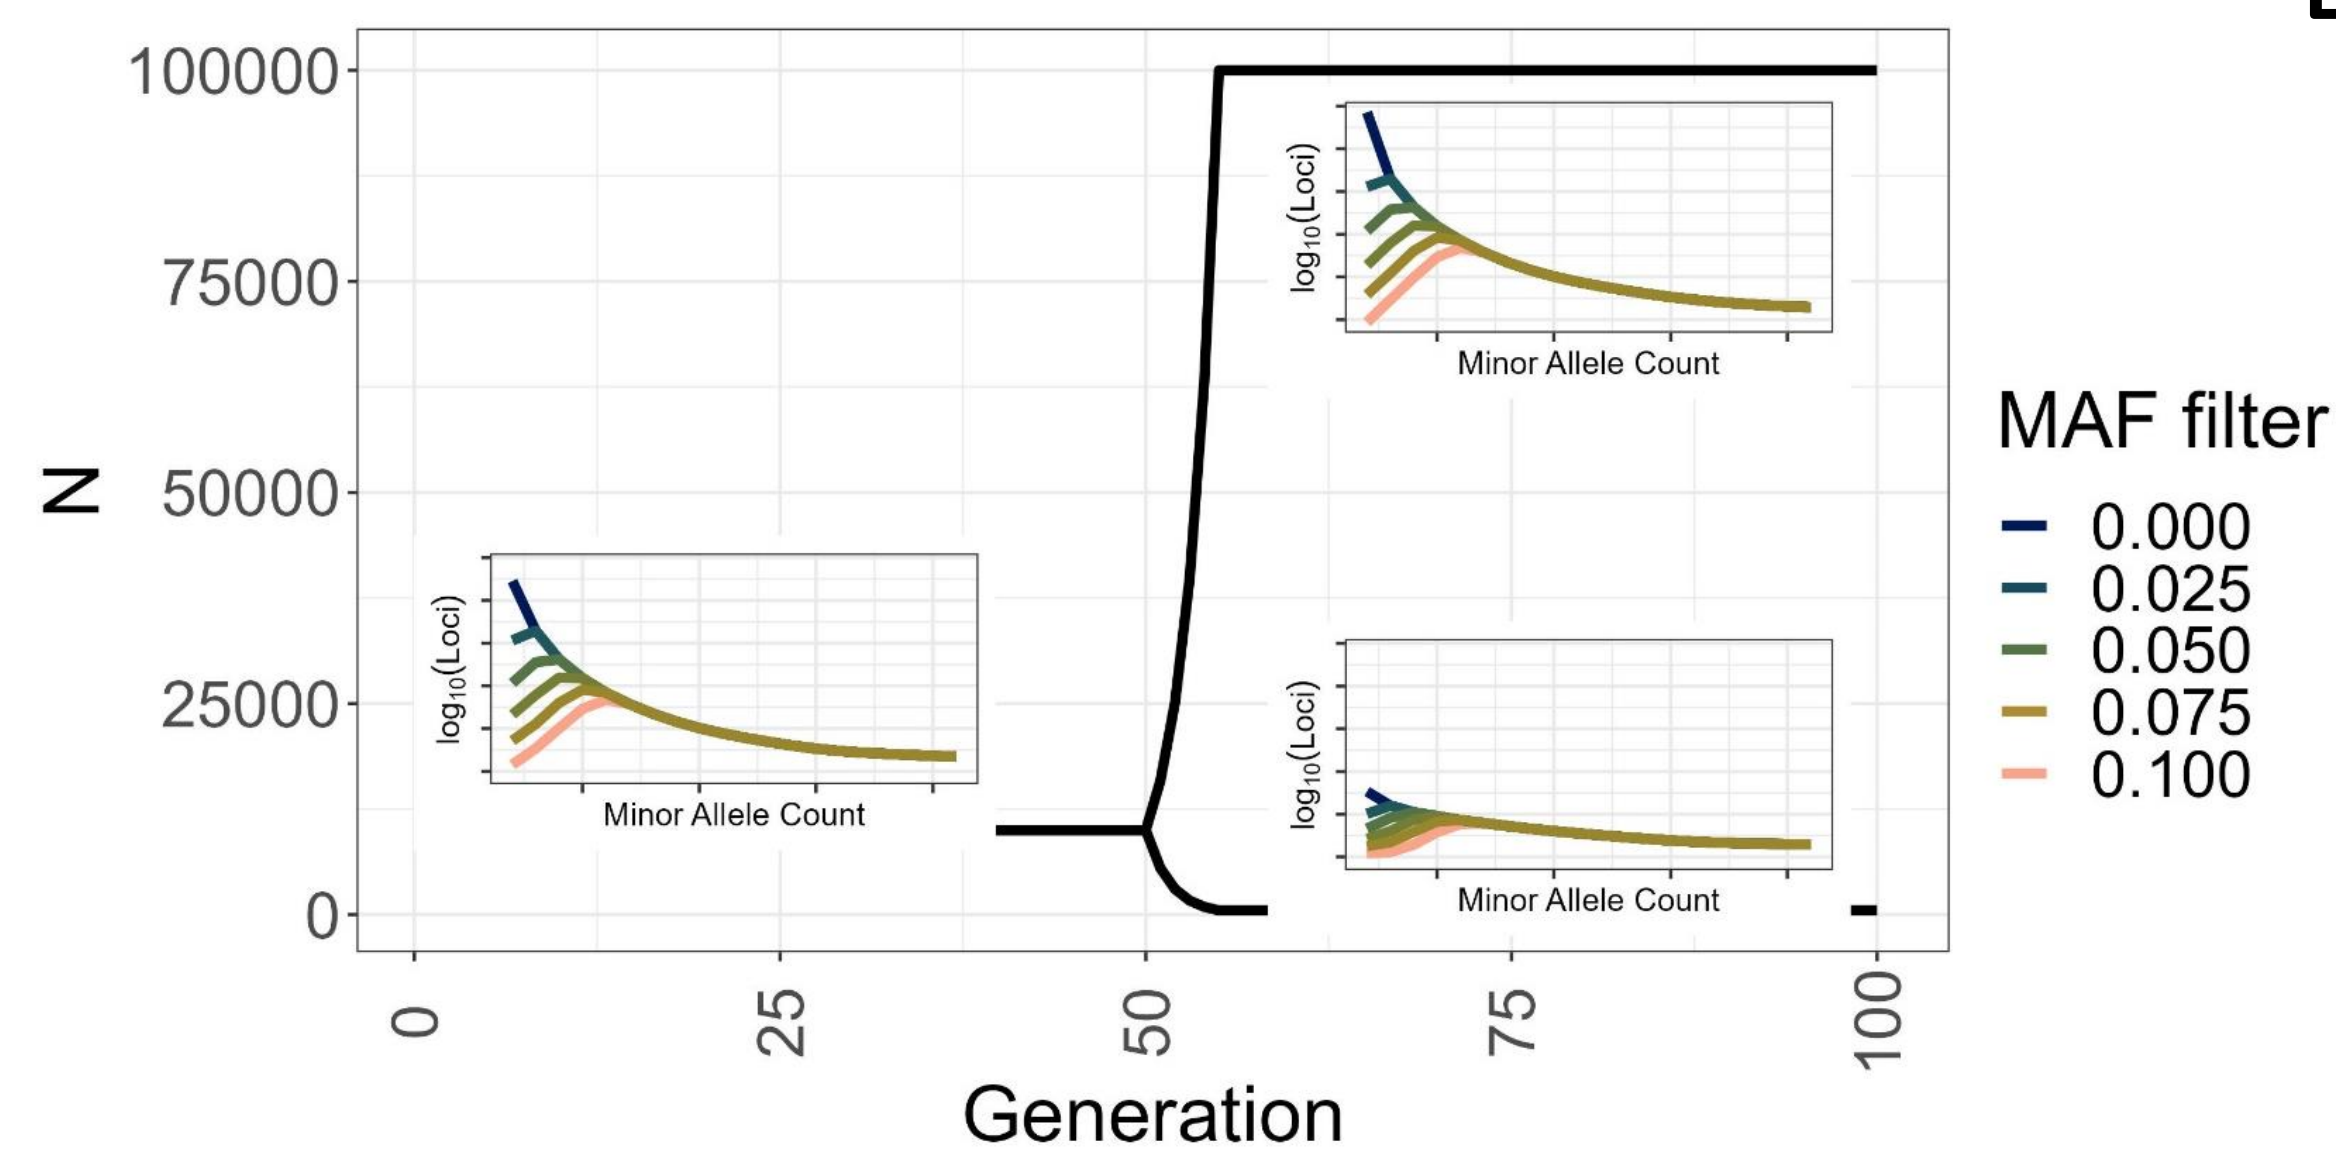 100000
75000
50000
25000
0
N
0
25
50
75
100
Generation
log10(Loci)
Minor Allele Count
log10(Loci)
Minor Allele Count
log10(Loci)
Minor Allele Count
MAF filter
0.000
0.025
0.050
0.075
0.100